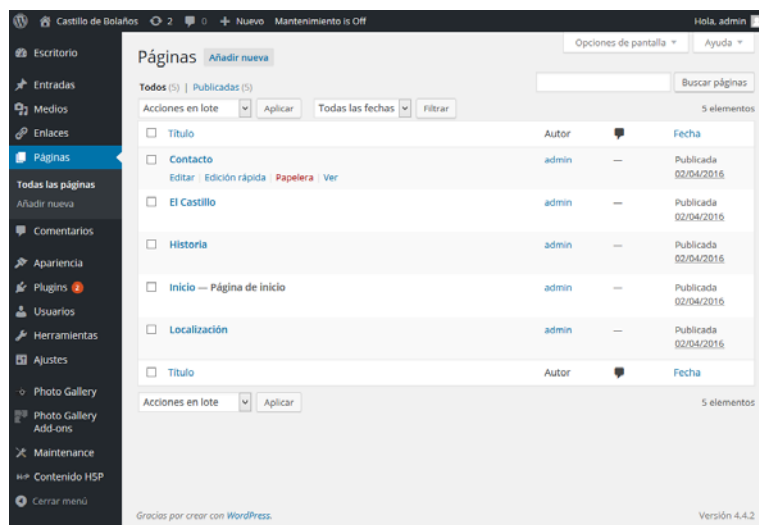 Castillo de Bolaños 2 0 Nuevo Mantenimiento is Off Hola, admin
Escritorio
Entradas
Medios
Enlaces
Páginas
Todas las páginas
Añadir nueva
Comentarios
Apariencia
Plugins 2
Usuarios
Herramientas
Ajustes
Photo Gallery
Photo Gallery
Add-ons
Maintenance
H5P Contenido H5P
Cerrar menú
Opciones de pantalla Ayuda
Páginas Añadir nueva
Todos (5) | Publicadas (5)
Buscar páginas
Acciones en lote Aplicar Todas las fechas Filtrar 5 elementos
Título Autor Fecha
Contacto admin — Publicada
Editar | Edición rápida | Papelera | Ver 02/04/2016
El Castillo admin — Publicada
02/04/2016
Historia admin — Publicada
02/04/2016
Inicio — Página de inicio admin — Publicada
02/04/2016
Localización admin — Publicada
02/04/2016
Título Autor Fecha
Acciones en lote Aplicar 5 elementos
Gracias por crear con WordPress. Versión 4.4.2